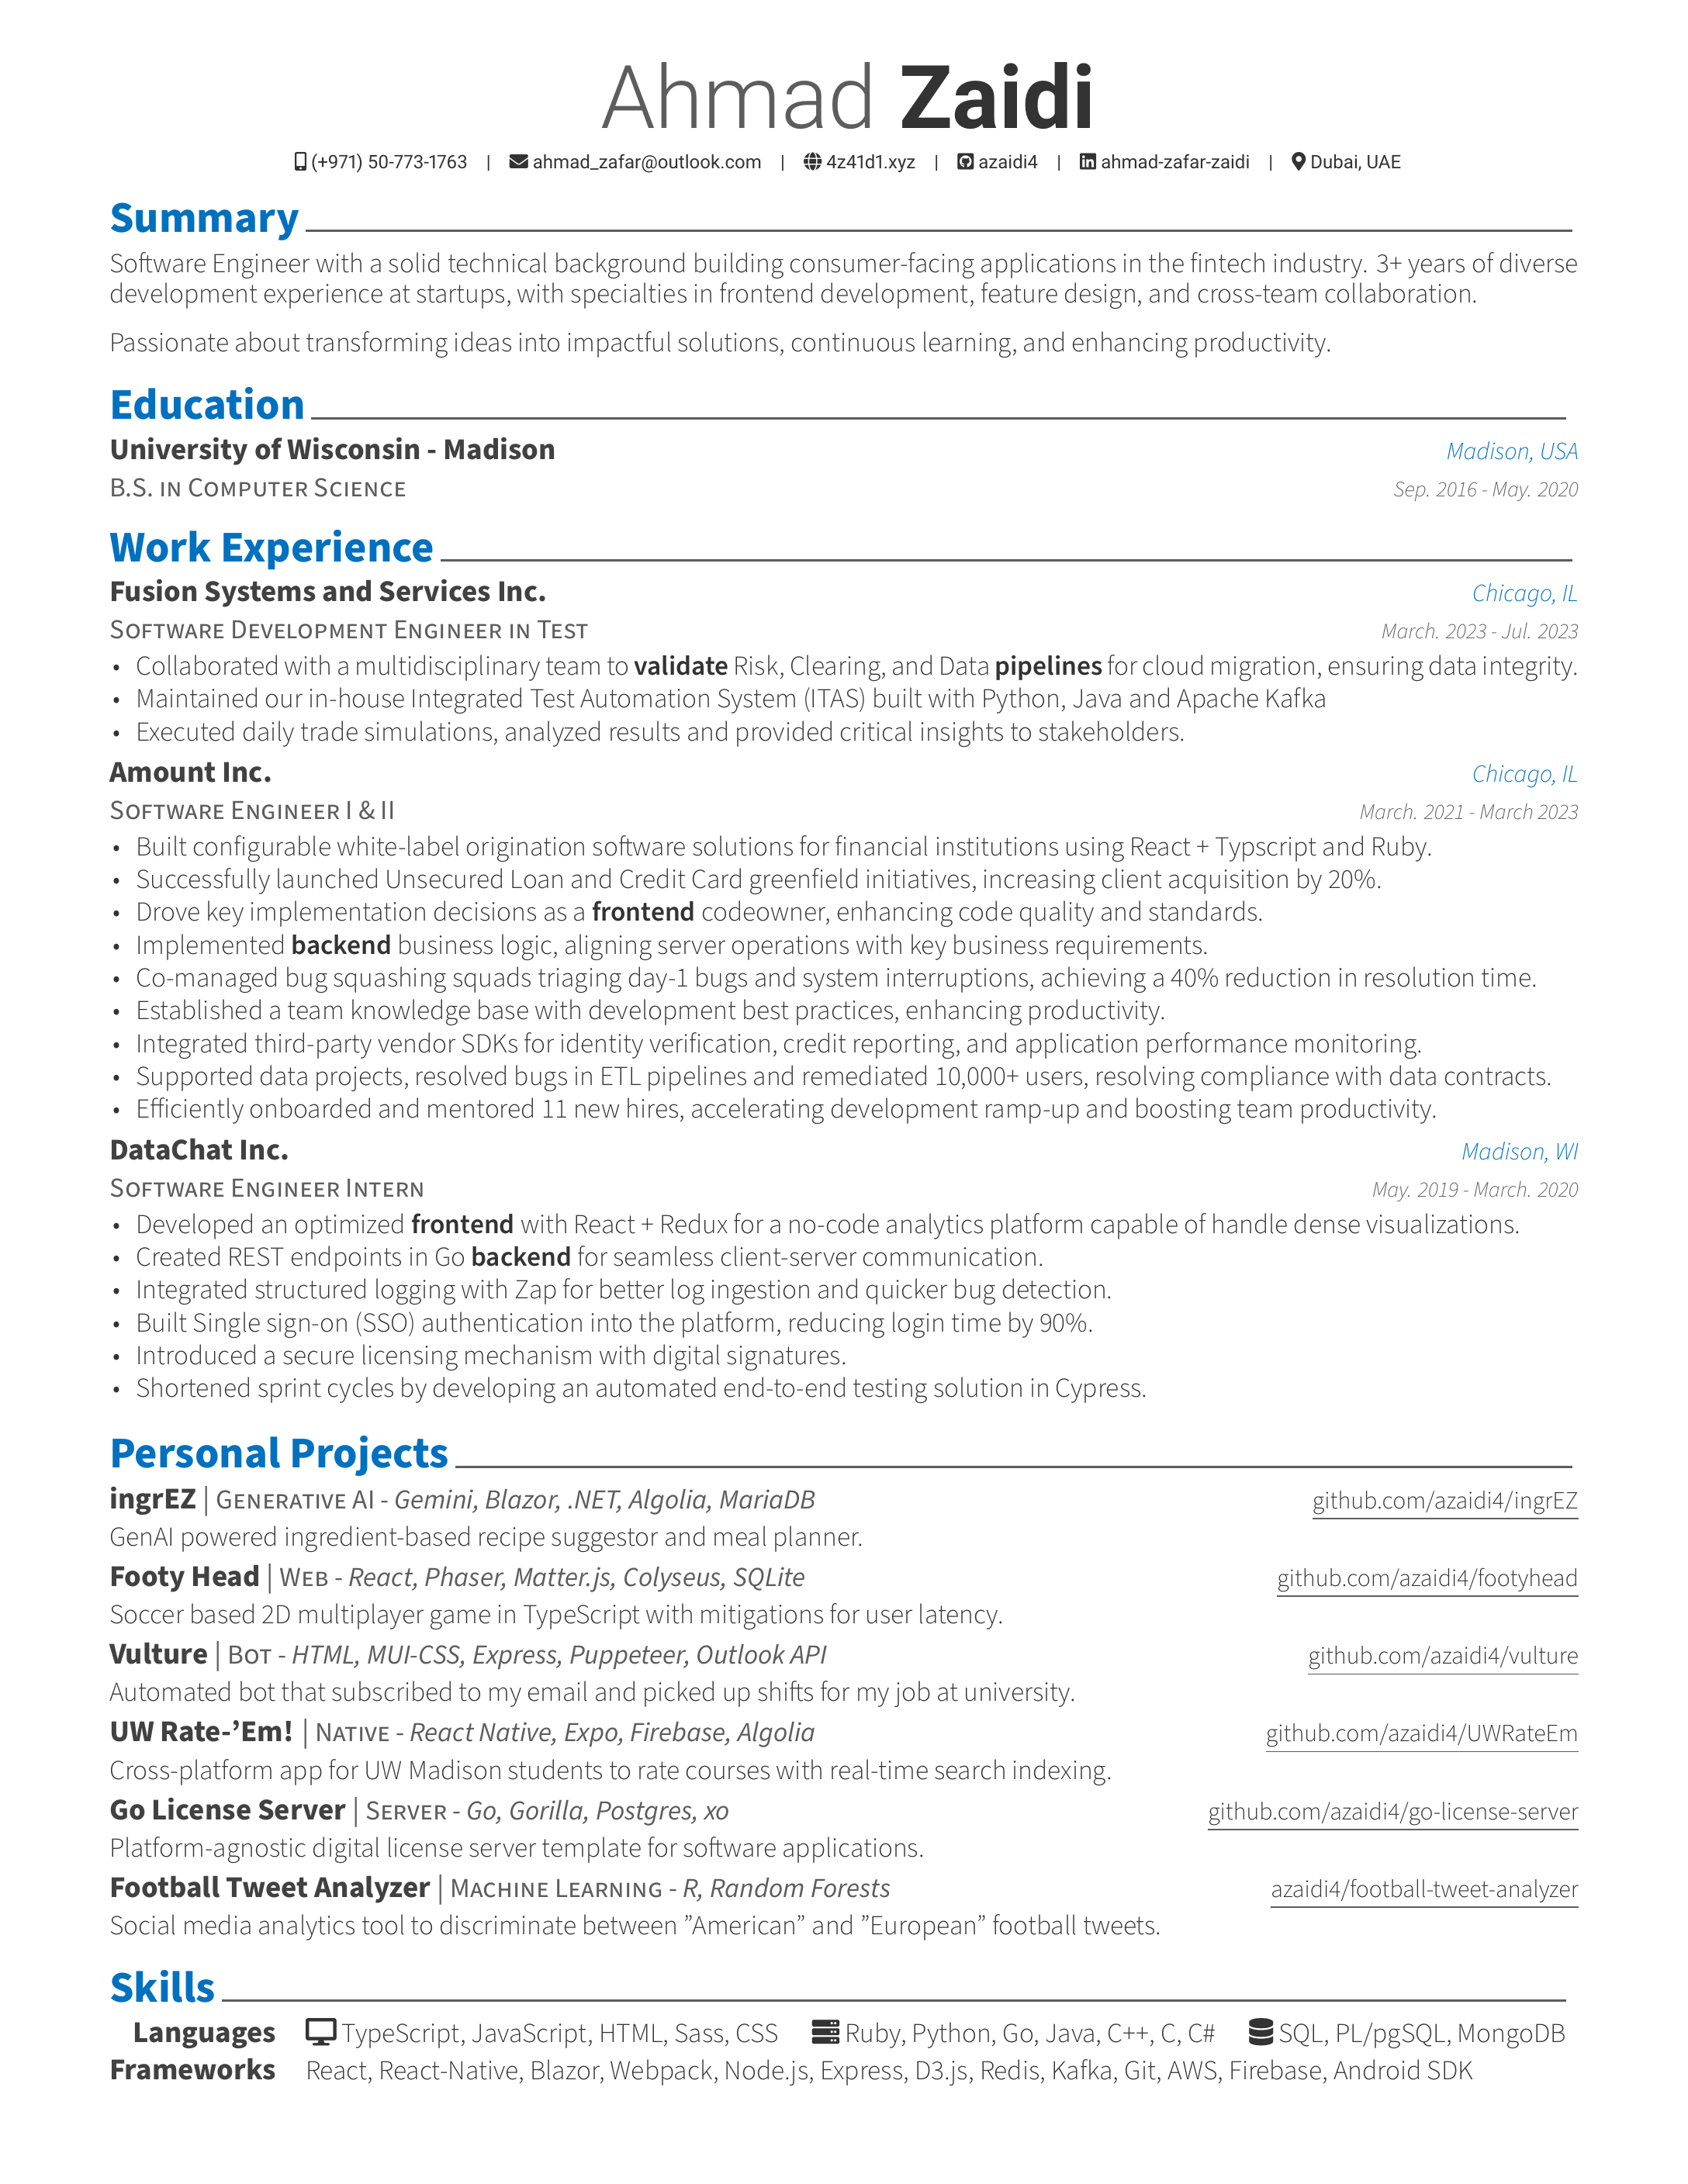 Ahmad Zaidi
(+971) 50-773-1763 | ahmad_zafar@outlook.com | 4z41d1.xyz | azaidi4 | ahmad-zafar-zaidi | Dubai, UAE
Summary
Software Engineer with a solid technical background building consumer-facing applications in the fintech industry. 3+ years of diverse
development experience at startups, with specialties in frontend development, feature design, and cross-team collaboration.
Passionate about transforming ideas into impactful solutions, continuous learning, and enhancing productivity.
Education
University of Wisconsin - Madison Madison, USA
B.S. in Computer Science Sep. 2016 - May. 2020
Work Experience
Fusion Systems and Services Inc. Chicago, IL
Software Development Engineer in Test March. 2023 - Jul. 2023
• Collaborated with a multidisciplinary team to validate Risk, Clearing, and Data pipelines for cloud migration, ensuring data integrity.
• Maintained our in-house Integrated Test Automation System (ITAS) built with Python, Java and Apache Kafka
• Executed daily trade simulations, analyzed results and provided critical insights to stakeholders.
Amount Inc. Chicago, IL
Software Engineer I & II March. 2021 - March 2023
• Built configurable white-label origination software solutions for financial institutions using React + Typscript and Ruby.
• Successfully launched Unsecured Loan and Credit Card greenfield initiatives, increasing client acquisition by 20%.
• Drove key implementation decisions as a frontend codeowner, enhancing code quality and standards.
• Implemented backend business logic, aligning server operations with key business requirements.
• Co-managed bug squashing squads triaging day-1 bugs and system interruptions, achieving a 40% reduction in resolution time.
• Established a team knowledge base with development best practices, enhancing productivity.
• Integrated third-party vendor SDKs for identity verification, credit reporting, and application performance monitoring.
• Supported data projects, resolved bugs in ETL pipelines and remediated 10,000+ users, resolving compliance with data contracts.
• Efficiently onboarded and mentored 11 new hires, accelerating development ramp-up and boosting team productivity.
DataChat Inc. Madison, WI
Software Engineer Intern May. 2019 - March. 2020
• Developed an optimized frontend with React + Redux for a no-code analytics platform capable of handle dense visualizations.
• Created REST endpoints in Go backend for seamless client-server communication.
• Integrated structured logging with Zap for better log ingestion and quicker bug detection.
• Built Single sign-on (SSO) authentication into the platform, reducing login time by 90%.
• Introduced a secure licensing mechanism with digital signatures.
• Shortened sprint cycles by developing an automated end-to-end testing solution in Cypress.
Personal Projects
ingrEZ | Generative AI - Gemini, Blazor, .NET, Algolia, MariaDB github.com/azaidi4/ingrEZ
GenAI powered ingredient-based recipe suggestor and meal planner.
Footy Head | Web - React, Phaser, Matter.js, Colyseus, SQLite github.com/azaidi4/footyhead
Soccer based 2D multiplayer game in TypeScript with mitigations for user latency.
Vulture | Bot - HTML, MUI-CSS, Express, Puppeteer, Outlook API github.com/azaidi4/vulture
Automated bot that subscribed to my email and picked up shifts for my job at university.
UW Rate-’Em! | Native - React Native, Expo, Firebase, Algolia github.com/azaidi4/UWRateEm
Cross-platform app for UW Madison students to rate courses with real-time search indexing.
Go License Server | Server - Go, Gorilla, Postgres, xo github.com/azaidi4/go-license-server
Platform-agnostic digital license server template for software applications.
Football Tweet Analyzer | Machine Learning - R, Random Forests azaidi4/football-tweet-analyzer
Social media analytics tool to discriminate between ”American” and ”European” football tweets.
Skills
Languages TypeScript, JavaScript, HTML, Sass, CSS Ruby, Python, Go, Java, C++, C, C# SQL, PL/pgSQL, MongoDB
Frameworks React, React-Native, Blazor, Webpack, Node.js, Express, D3.js, Redis, Kafka, Git, AWS, Firebase, Android SDK